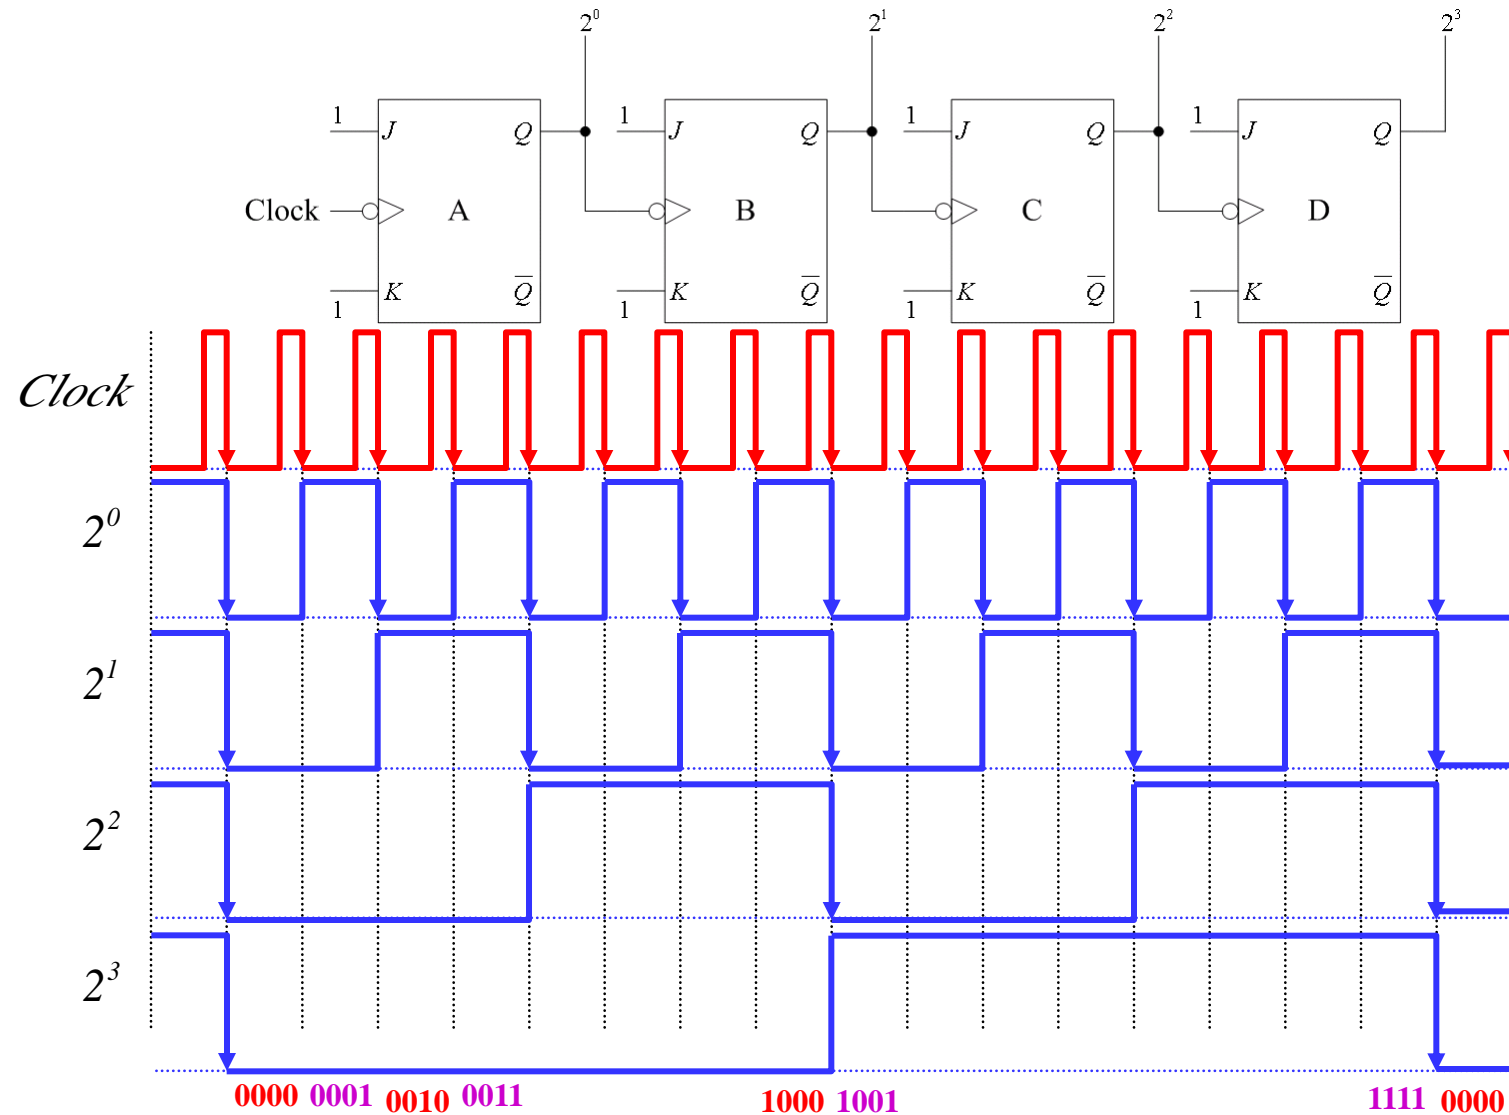 2⁰ 2¹ 2² 2³
1 J Q 1 J Q 1 J Q 1 J Q
Clock A B C D
1 K Q̅ 1 K Q̅ 1 K Q̅ 1 K Q̅
Clock
2⁰
2¹
2²
2³
0000 0001 0010 0011 1000 1001 1111 0000